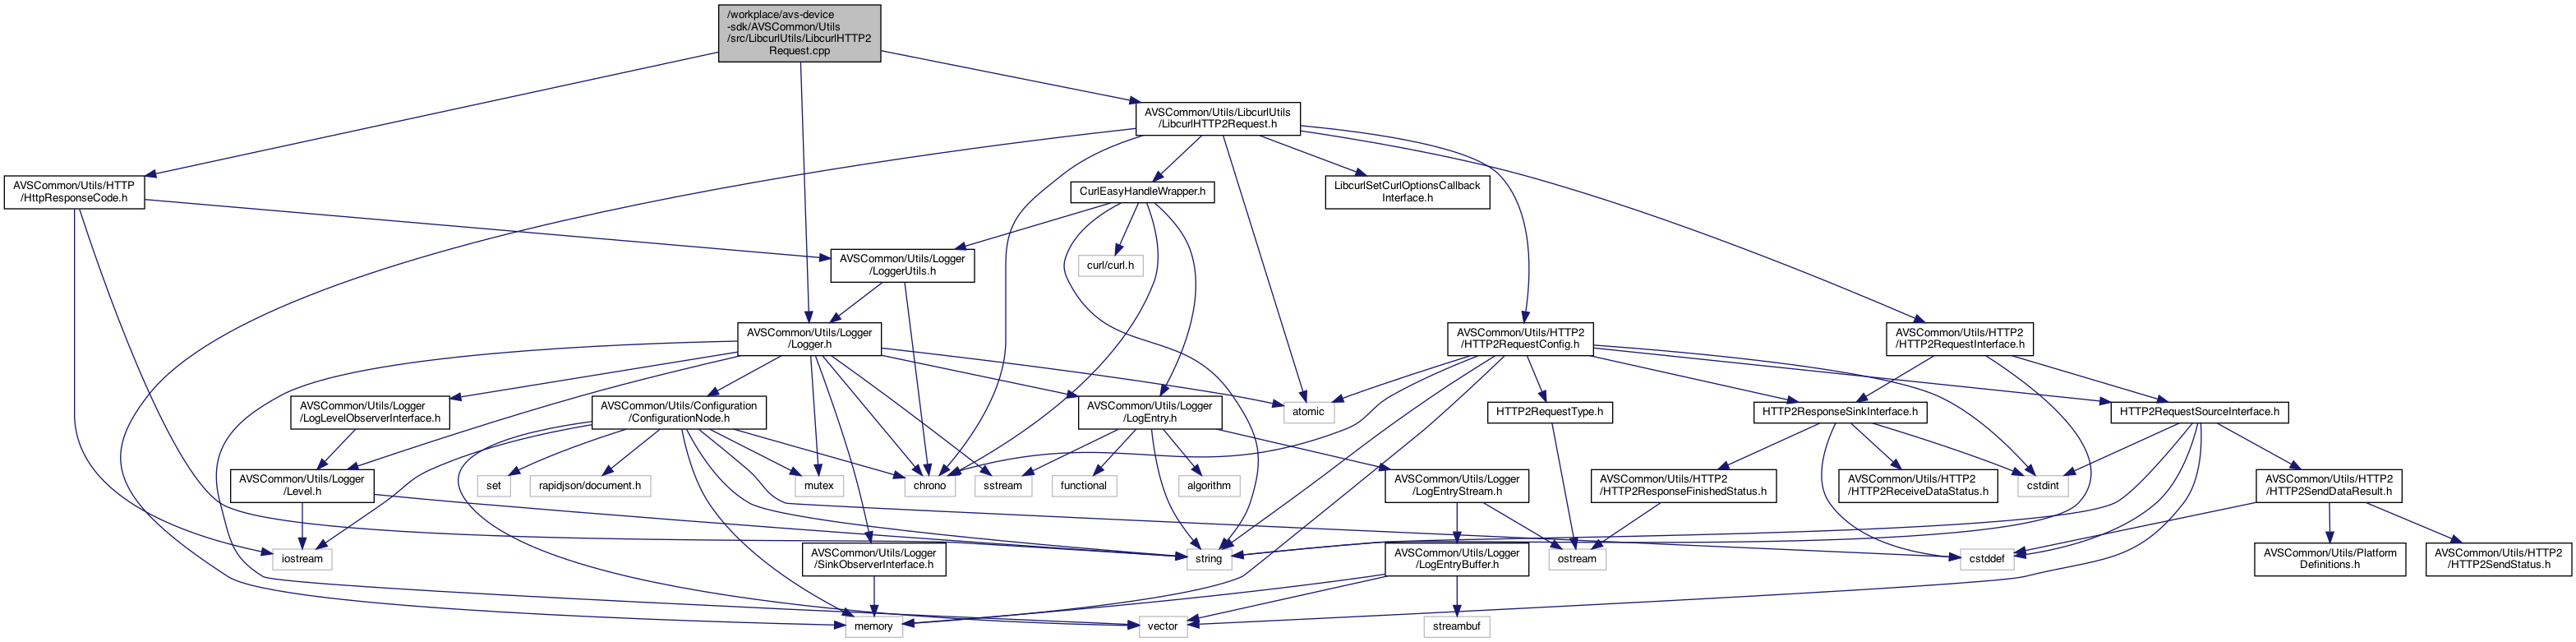 /workplace/avs-device
-sdk/AVSCommon/Utils
/src/LibcurlUtils/LibcurlHTTP2
Request.cpp
AVSCommon/Utils/LibcurlUtils
/LibcurlHTTP2Request.h
AVSCommon/Utils/HTTP
/HttpResponseCode.h
CurlEasyHandleWrapper.h
LibcurlSetCurlOptionsCallback
Interface.h
AVSCommon/Utils/Logger
/LoggerUtils.h
curl/curl.h
AVSCommon/Utils/Logger
/Logger.h
AVSCommon/Utils/HTTP2
/HTTP2RequestConfig.h
AVSCommon/Utils/HTTP2
/HTTP2RequestInterface.h
AVSCommon/Utils/Logger
/LogLevelObserverInterface.h
AVSCommon/Utils/Configuration
/ConfigurationNode.h
AVSCommon/Utils/Logger
/LogEntry.h
atomic
HTTP2RequestType.h
HTTP2ResponseSinkInterface.h
HTTP2RequestSourceInterface.h
AVSCommon/Utils/Logger
/Level.h
set
rapidjson/document.h
mutex
chrono
sstream
functional
algorithm
AVSCommon/Utils/Logger
/LogEntryStream.h
AVSCommon/Utils/HTTP2
/HTTP2ResponseFinishedStatus.h
AVSCommon/Utils/HTTP2
/HTTP2ReceiveDataStatus.h
cstdint
AVSCommon/Utils/HTTP2
/HTTP2SendDataResult.h
iostream
AVSCommon/Utils/Logger
/SinkObserverInterface.h
string
AVSCommon/Utils/Logger
/LogEntryBuffer.h
ostream
cstddef
AVSCommon/Utils/Platform
Definitions.h
AVSCommon/Utils/HTTP2
/HTTP2SendStatus.h
memory
vector
streambuf